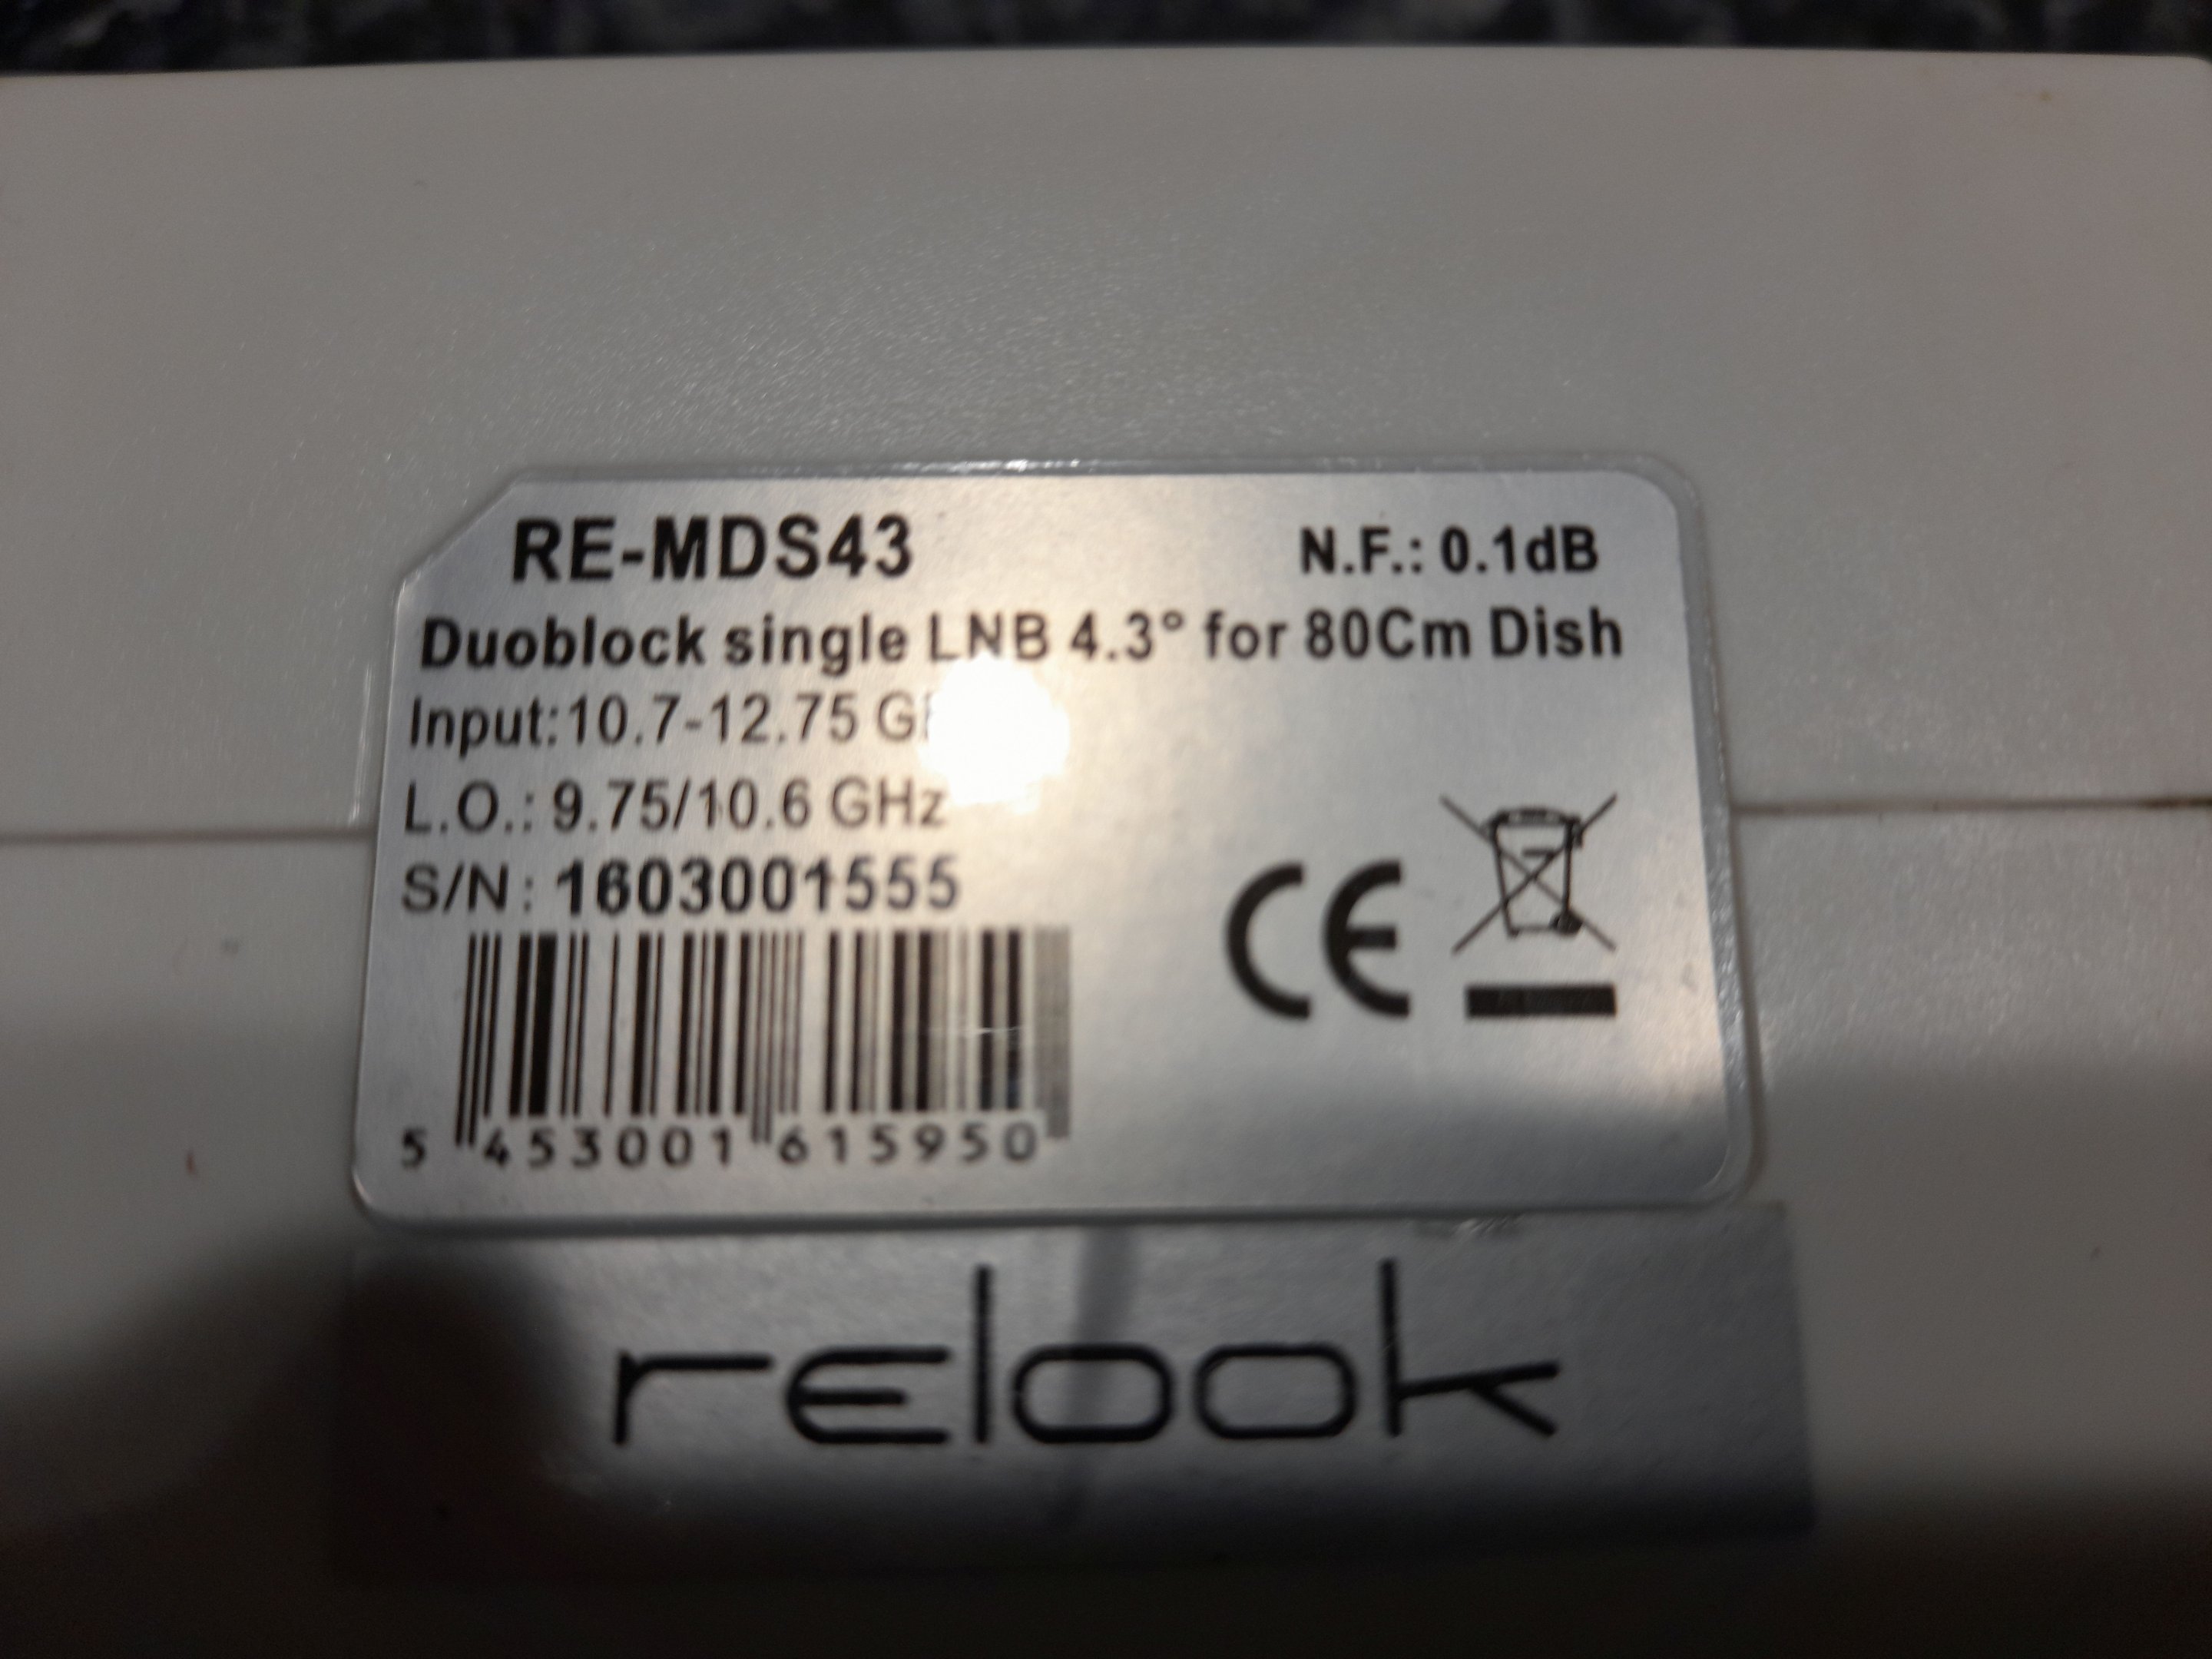 RE-MDS43 N.F.: 0.1dB
Duoblock single LNB 4.3° for 80Cm Dish
Input:10.7-12.75
L.O.: 9.75/10.6 GHz
S/N: 1603001555
CE
5 453001 615950
relook